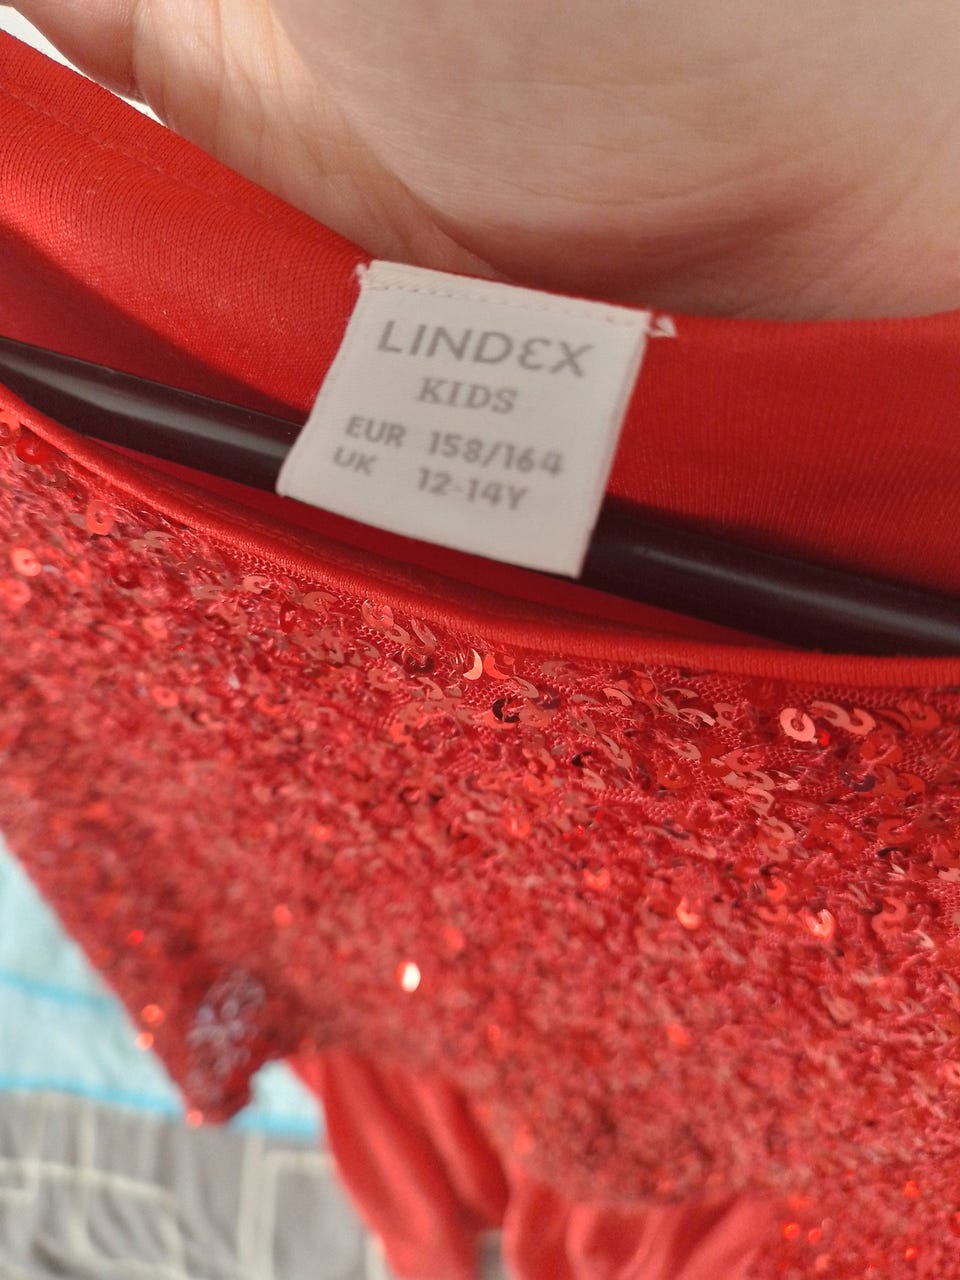 LINDEX
KIDS
EUR 158/164
UK 12-14Y